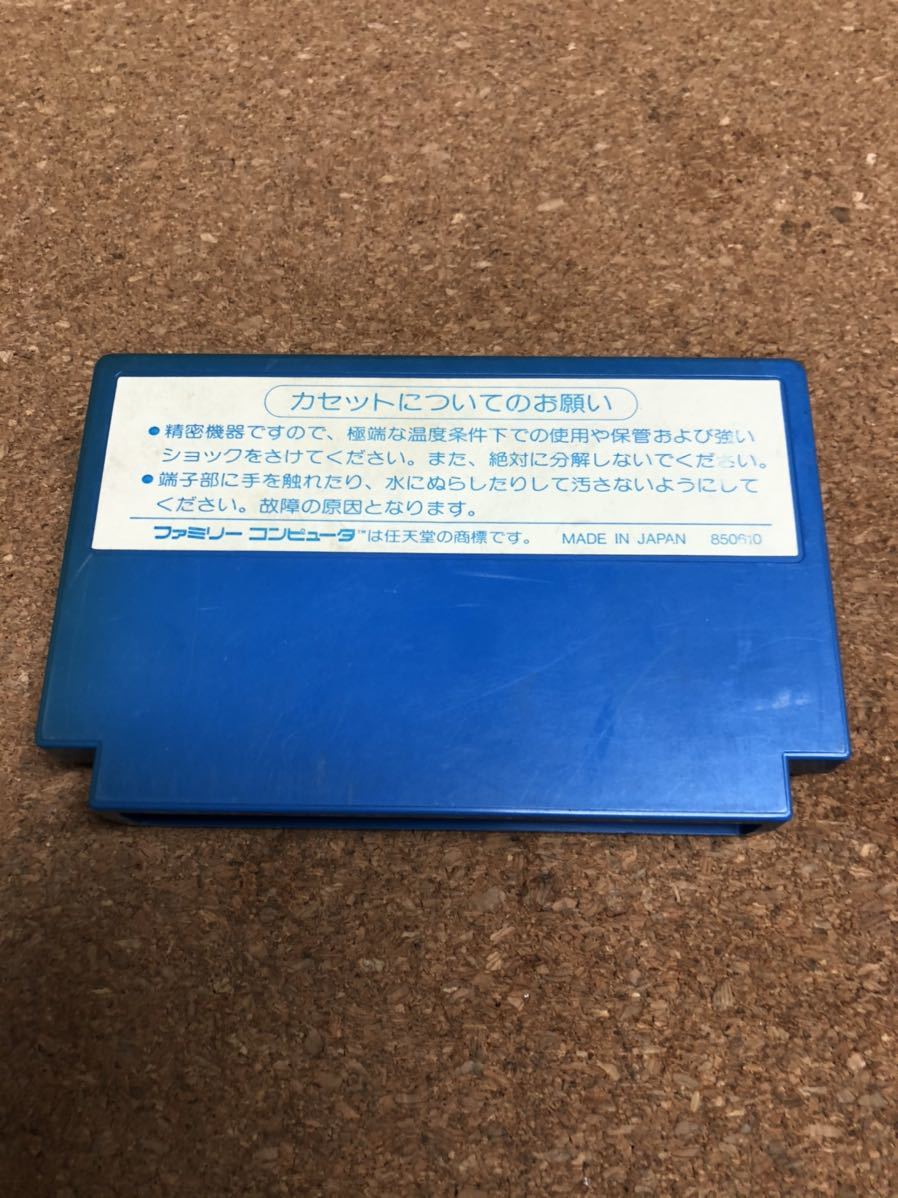 カセットについてのお願い
●精密機器ですので、極端な温度条件下での使用や保管および強い
ショックをさけてください。また、絶対に分解しないでください。
●端子部に手を触れたり、水にぬらしたりして汚さないようにして
ください。故障の原因となります。
ファミリー コンピュータ™は任天堂の商標です。 MADE IN JAPAN 850610